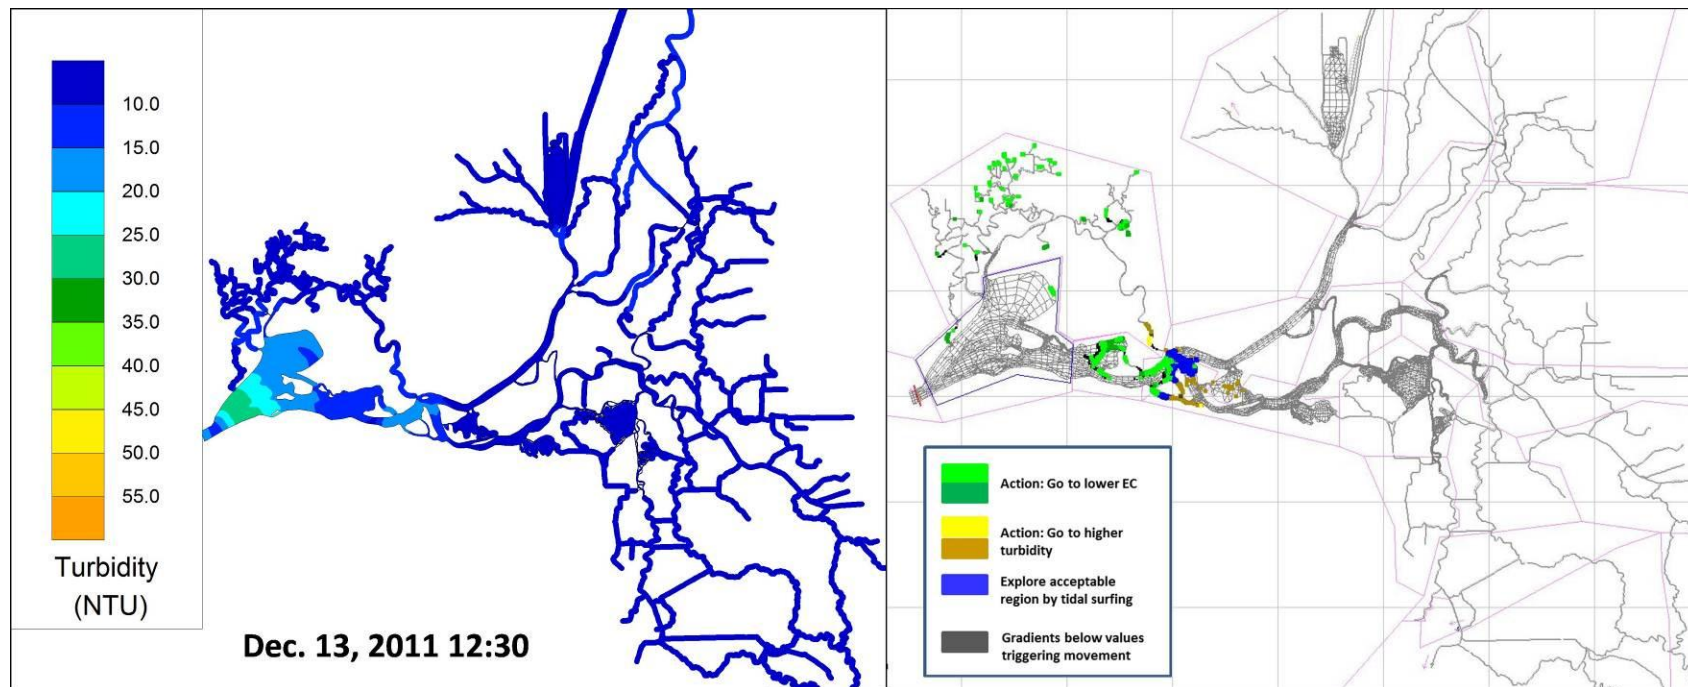 10.0
15.0
20.0
25.0
30.0
35.0
40.0
45.0
50.0
55.0
Turbidity
(NTU)
Dec. 13, 2011 12:30
Action: Go to lower EC
Action: Go to higher
turbidity
Explore acceptable
region by tidal surfing
Gradients below values
triggering movement